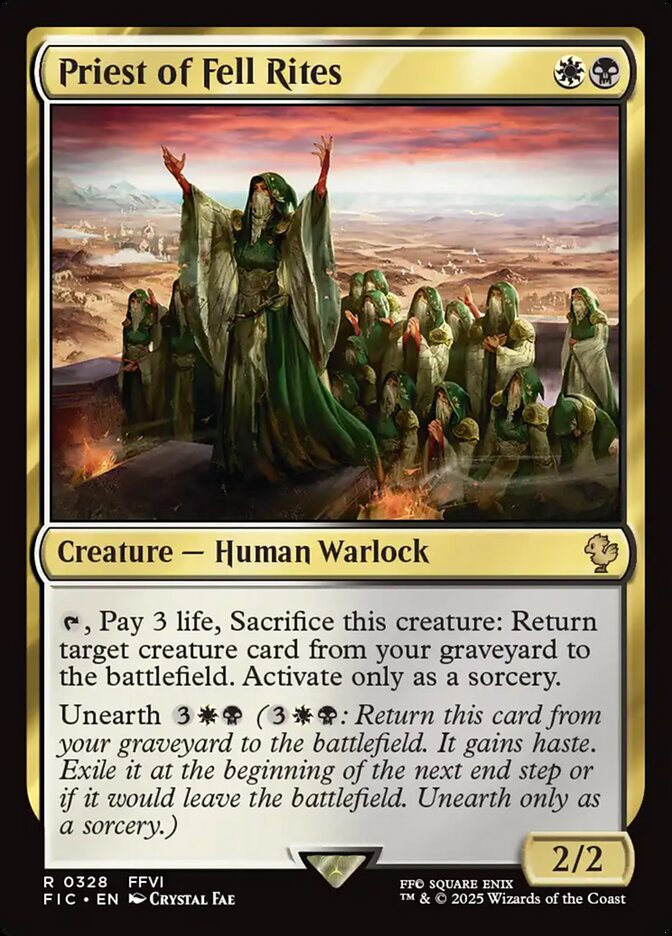 Priest of Fell Rites
Creature — Human Warlock
, Pay 3 life, Sacrifice this creature: Return
target creature card from your graveyard to
the battlefield. Activate only as a sorcery.
Unearth 3 (3: Return this card from
your graveyard to the battlefield. It gains haste.
Exile it at the beginning of the next end step or
if it would leave the battlefield. Unearth only as
a sorcery.)
2/2
R 0328 FFVI
FIC • EN Crystal Fae
FF© SQUARE ENIX
™ & © 2025 Wizards of the Coast